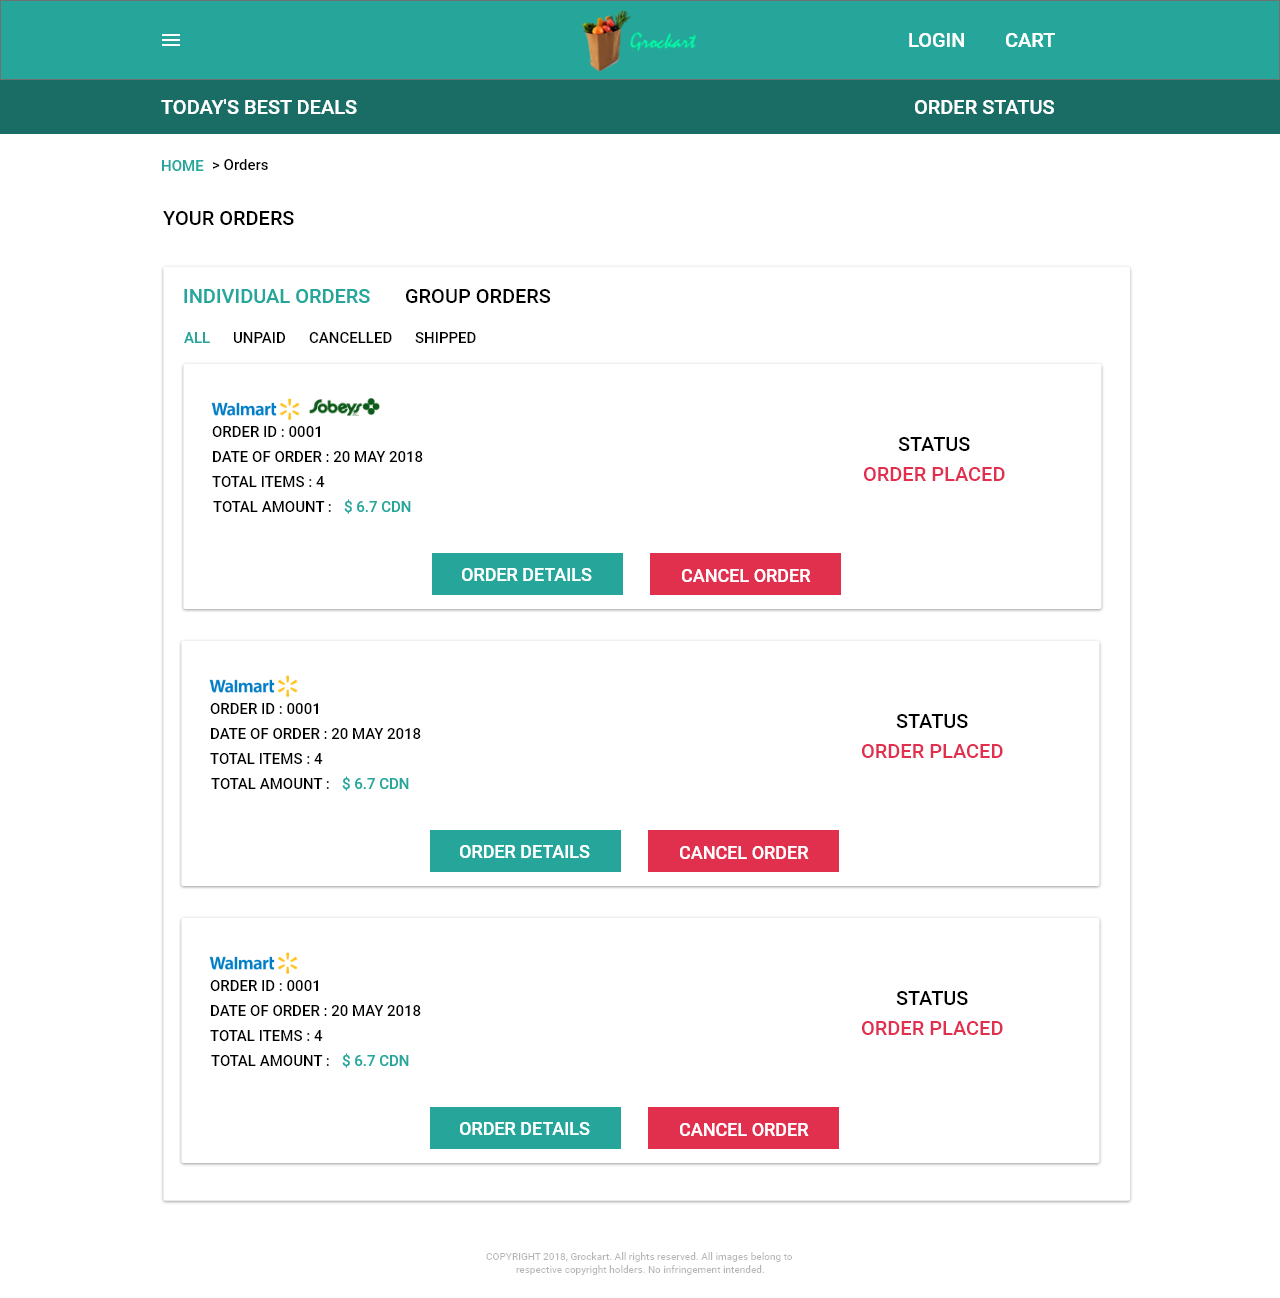 Grockart
LOGIN CART
TODAY'S BEST DEALS ORDER STATUS
HOME > Orders
YOUR ORDERS
INDIVIDUAL ORDERS GROUP ORDERS
ALL UNPAID CANCELLED SHIPPED
Walmart Sobeys
ORDER ID : 0001
DATE OF ORDER : 20 MAY 2018
TOTAL ITEMS : 4
TOTAL AMOUNT : $ 6.7 CDN
STATUS
ORDER PLACED
ORDER DETAILS CANCEL ORDER
Walmart
ORDER ID : 0001
DATE OF ORDER : 20 MAY 2018
TOTAL ITEMS : 4
TOTAL AMOUNT : $ 6.7 CDN
STATUS
ORDER PLACED
ORDER DETAILS CANCEL ORDER
Walmart
ORDER ID : 0001
DATE OF ORDER : 20 MAY 2018
TOTAL ITEMS : 4
TOTAL AMOUNT : $ 6.7 CDN
STATUS
ORDER PLACED
ORDER DETAILS CANCEL ORDER
COPYRIGHT 2018, Grockart. All rights reserved. All images belong to
respective copyright holders. No infringement intended.